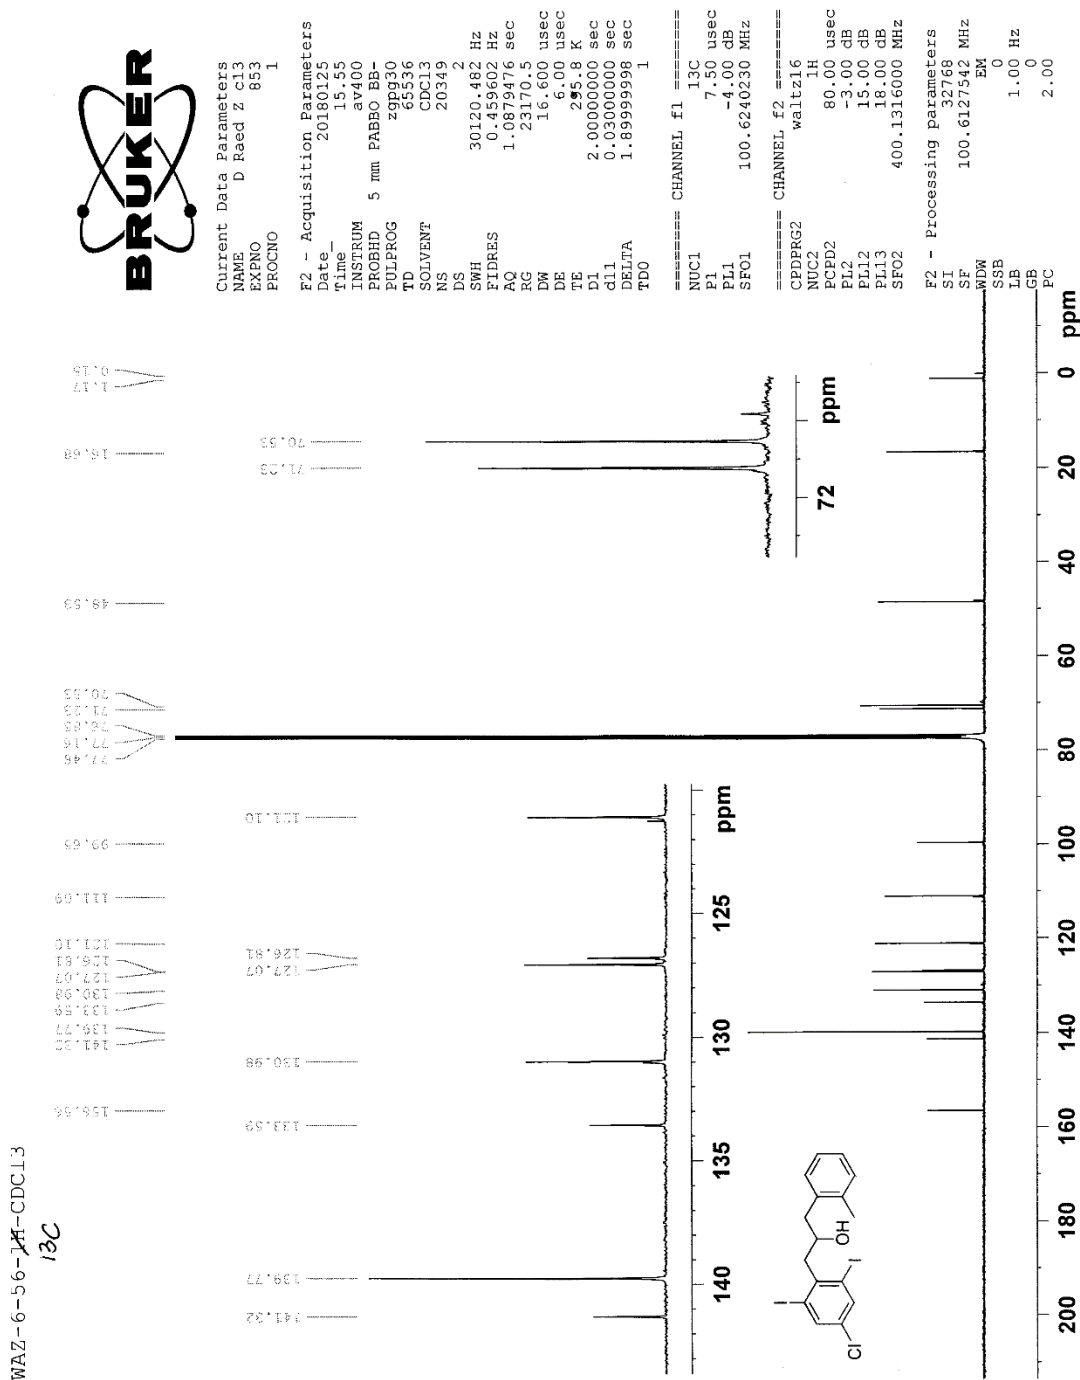 WAZ-6-56-1H-CDCl3
13C
BRUKER
Current Data Parameters
NAME D Raed Z c13
EXPNO 853
PROCNO 1
F2 - Acquisition Parameters
Date_ 20180125
Time 15.55
INSTRUM av400
PROBHD 5 mm PABBO BB-
PULPROG zgpg30
TD 65536
SOLVENT CDCl3
NS 20349
DS 2
SWH 30120.482 Hz
FIDRES 0.459602 Hz
AQ 1.0879476 sec
RG 23170.5
DW 16.600 usec
DE 6.00 usec
TE 295.8 K
D1 2.00000000 sec
d11 0.03000000 sec
DELTA 1.89999998 sec
TD0 1
======== CHANNEL f1 ========
NUC1 13C
P1 7.50 usec
PL1 -4.00 dB
SFO1 100.6240230 MHz
======== CHANNEL f2 ========
CPDPRG2 waltz16
NUC2 1H
PCPD2 80.00 usec
PL2 -3.00 dB
PL12 15.00 dB
PL13 18.00 dB
SFO2 400.1316000 MHz
F2 - Processing parameters
SI 32768
SF 100.6127542 MHz
WDW EM
SSB 0
LB 1.00 Hz
GB 0
PC 2.00
156.56
141.32
139.77
133.59
130.98
127.07
126.81
121.10
111.09
99.65
77.48
77.16
76.85
71.23
70.53
48.53
16.68
1.17
0.15
141.32
139.77
133.59
130.98
127.07
126.81
121.10
140 135 130 125 ppm
71.23
70.53
72 ppm
I
Cl
I
OH
200 180 160 140 120 100 80 60 40 20 0 ppm